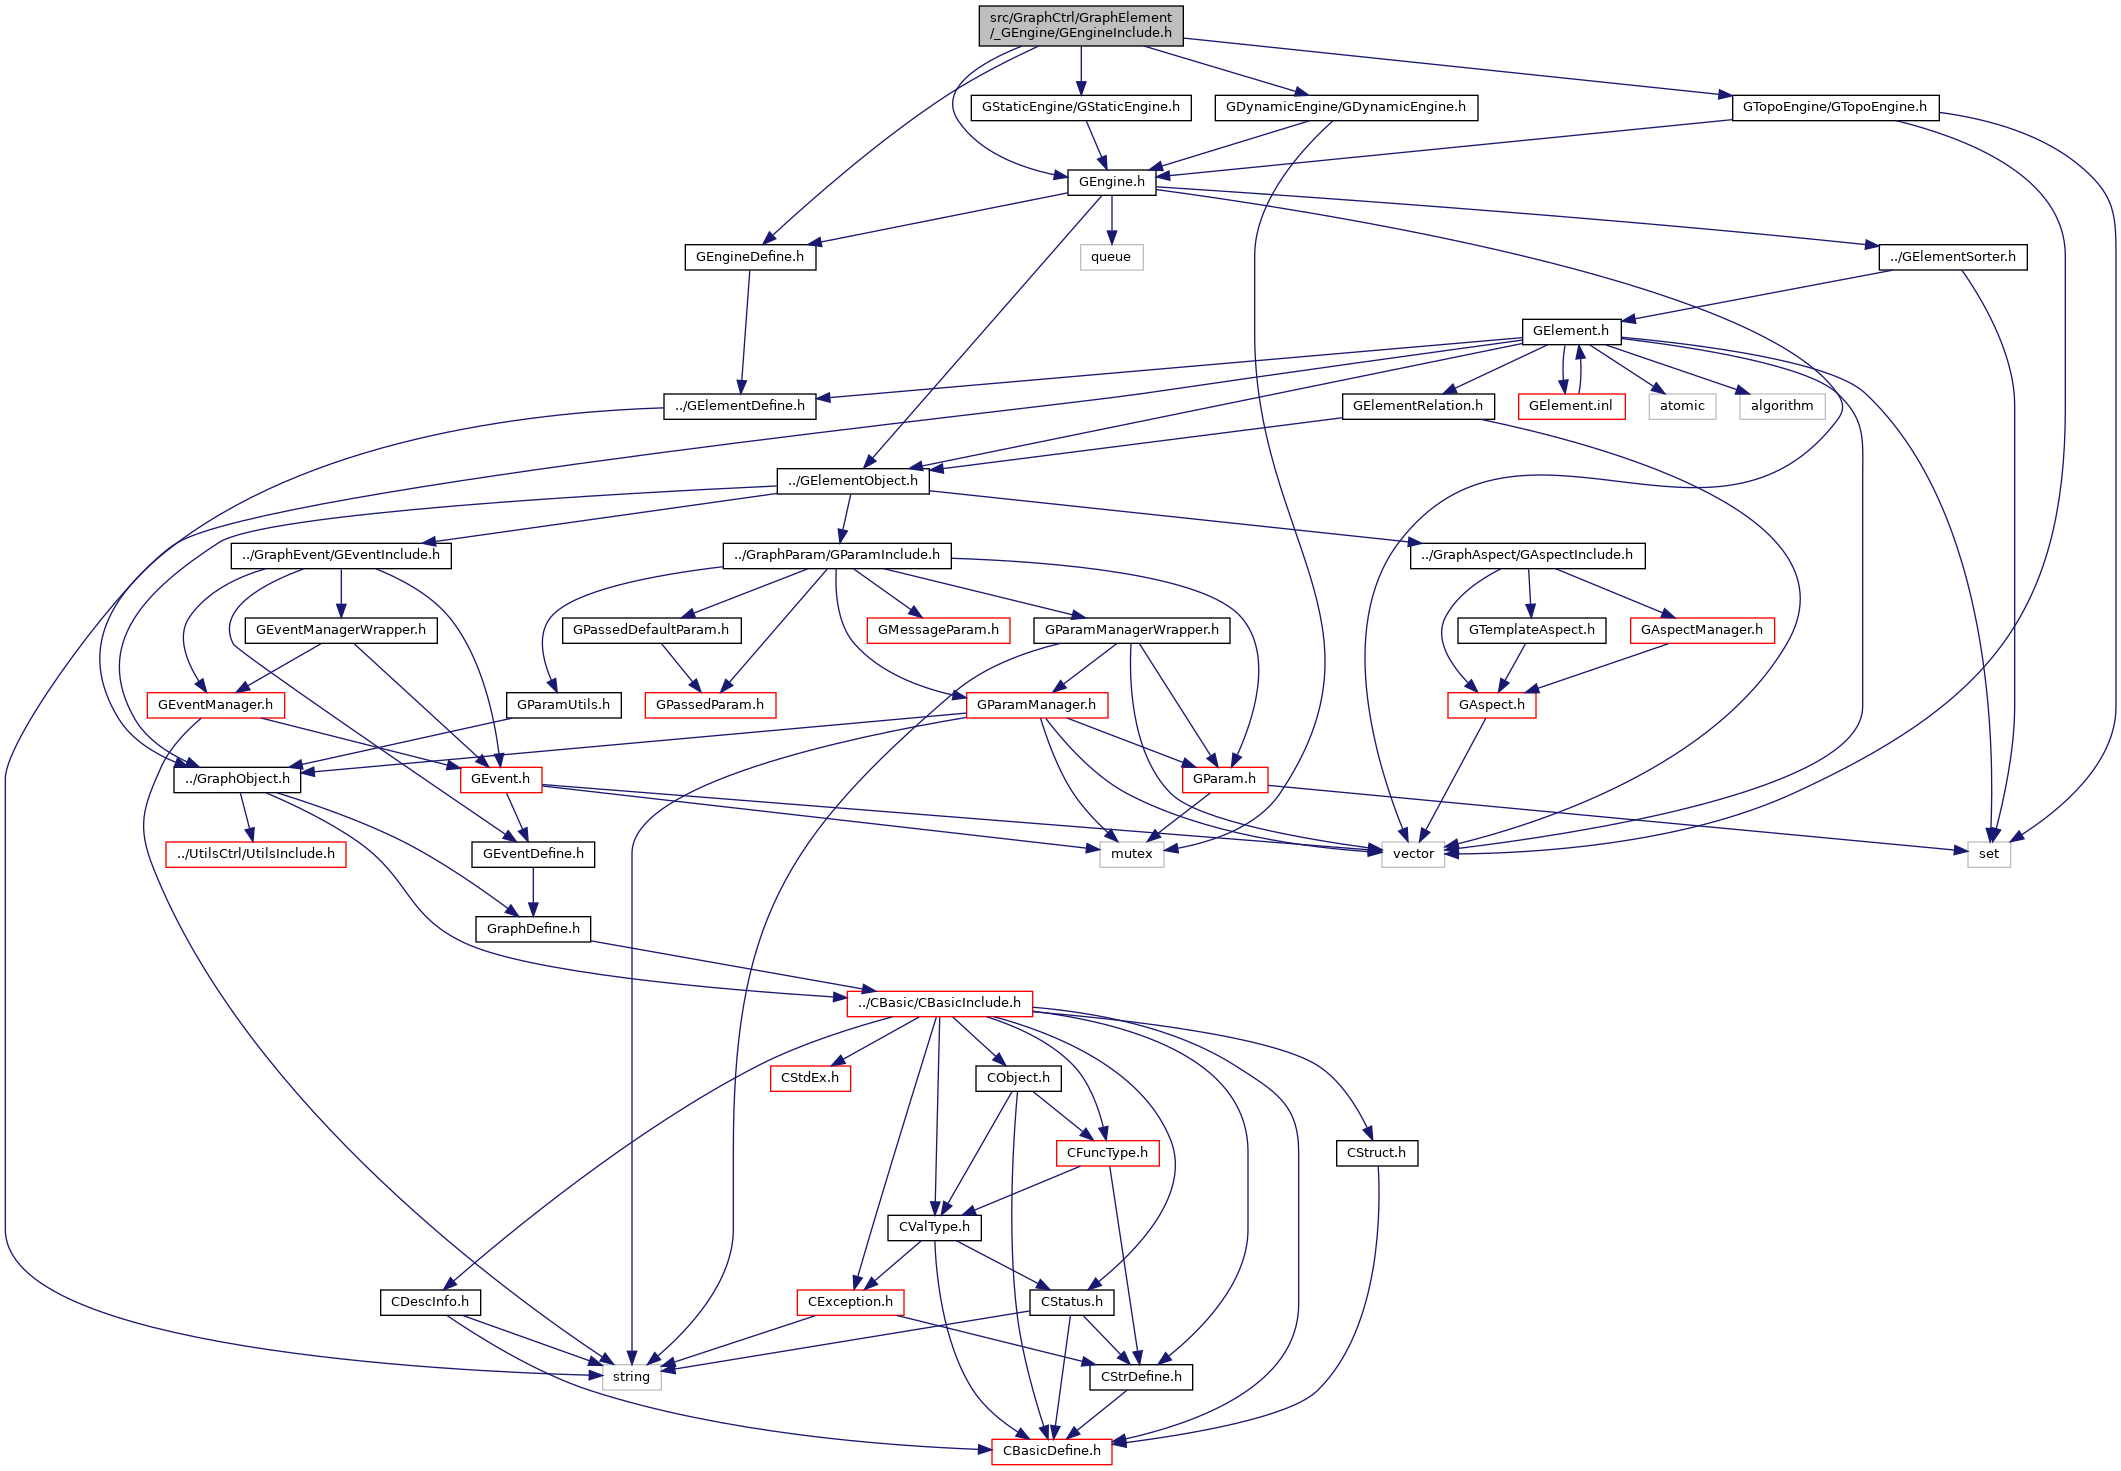 src/GraphCtrl/GraphElement
/_GEngine/GEngineInclude.h
GStaticEngine/GStaticEngine.h
GDynamicEngine/GDynamicEngine.h
GTopoEngine/GTopoEngine.h
GEngine.h
GEngineDefine.h
queue
../GElementSorter.h
GElement.h
../GElementDefine.h
GElementRelation.h
GElement.inl
atomic
algorithm
../GElementObject.h
../GraphEvent/GEventInclude.h
../GraphParam/GParamInclude.h
../GraphAspect/GAspectInclude.h
GEventManagerWrapper.h
GPassedDefaultParam.h
GMessageParam.h
GParamManagerWrapper.h
GTemplateAspect.h
GAspectManager.h
GEventManager.h
GParamUtils.h
GPassedParam.h
GParamManager.h
GAspect.h
../GraphObject.h
GEvent.h
GParam.h
../UtilsCtrl/UtilsInclude.h
GEventDefine.h
mutex
vector
set
GraphDefine.h
../CBasic/CBasicInclude.h
CStdEx.h
CObject.h
CFuncType.h
CStruct.h
CValType.h
CDescInfo.h
CException.h
CStatus.h
string
CStrDefine.h
CBasicDefine.h